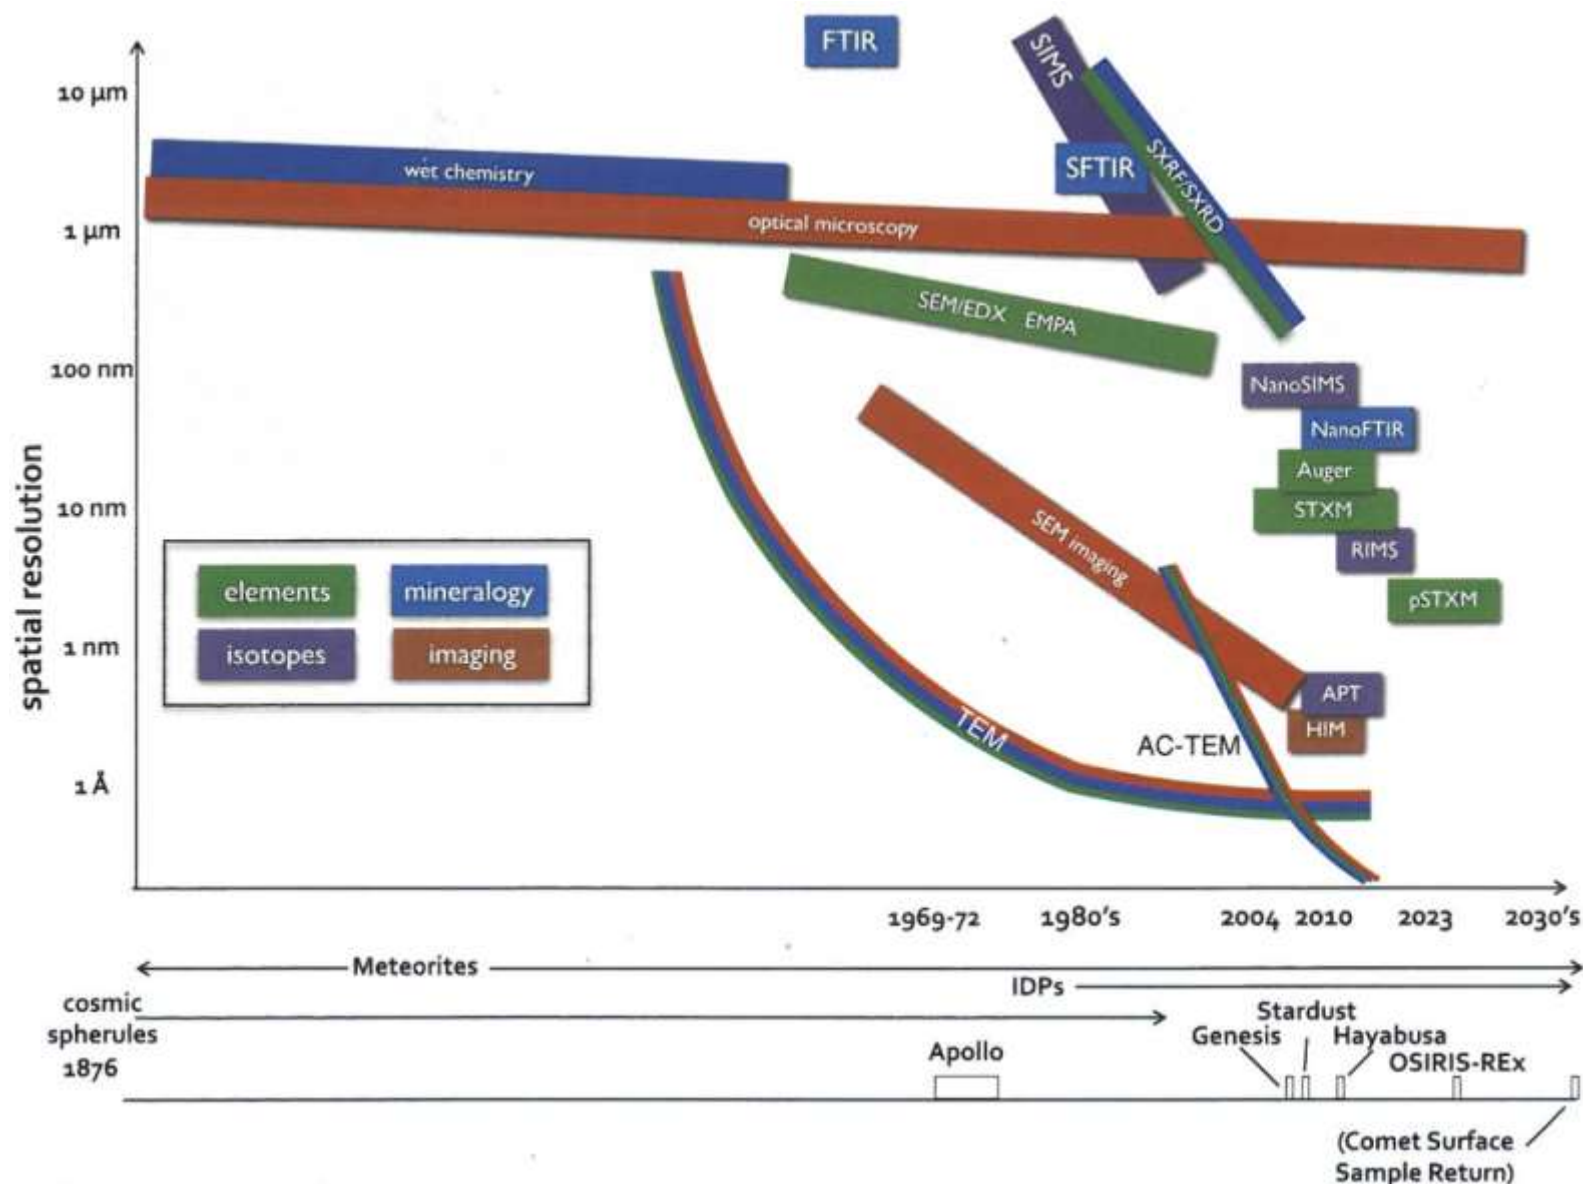 FTIR
SIMS
10 µm
SXRF/SXRD
SFTIR
wet chemistry
optical microscopy
1 µm
SEM/EDX EMPA
100 nm
NanoSIMS
NanoFTIR
Auger
STXM
10 nm
RIMS
SEM imaging
pSTXM
spatial resolution
elements
mineralogy
isotopes
imaging
1 nm
APT
HIM
TEM
AC-TEM
1 Å
1969-72 1980's 2004 2010 2023 2030's
Meteorites
IDPs
cosmic
spherules
1876
Stardust
Genesis
Hayabusa
Apollo
OSIRIS-REx
(Comet Surface
Sample Return)